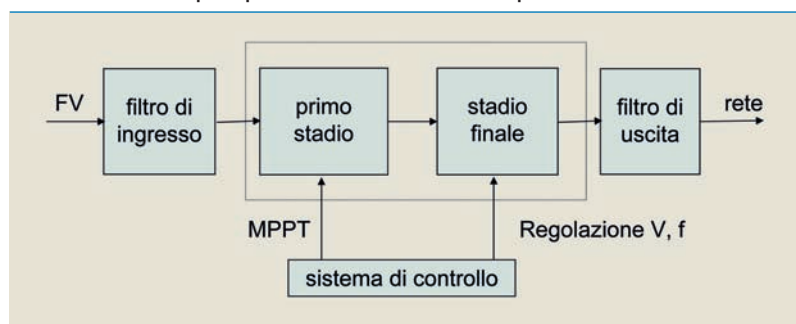 FV
filtro di
ingresso
primo
stadio
stadio
finale
filtro di
uscita
rete
MPPT
Regolazione V, f
sistema di controllo